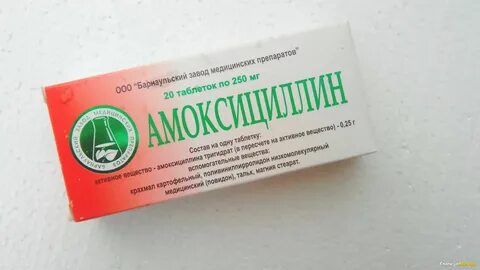 ООО "Барнаульский завод медицинских препаратов"
20 таблеток по 250 мг
АМОКСИЦИЛЛИН
Состав на одну таблетку:
активное вещество - амоксициллина тригидрат (в пересчете на активное вещество) - 0,25 г
вспомогательные вещества:
крахмал картофельный, поливинилпирролидон низкомолекулярный
медицинский (повидон), тальк, магния стеарат.